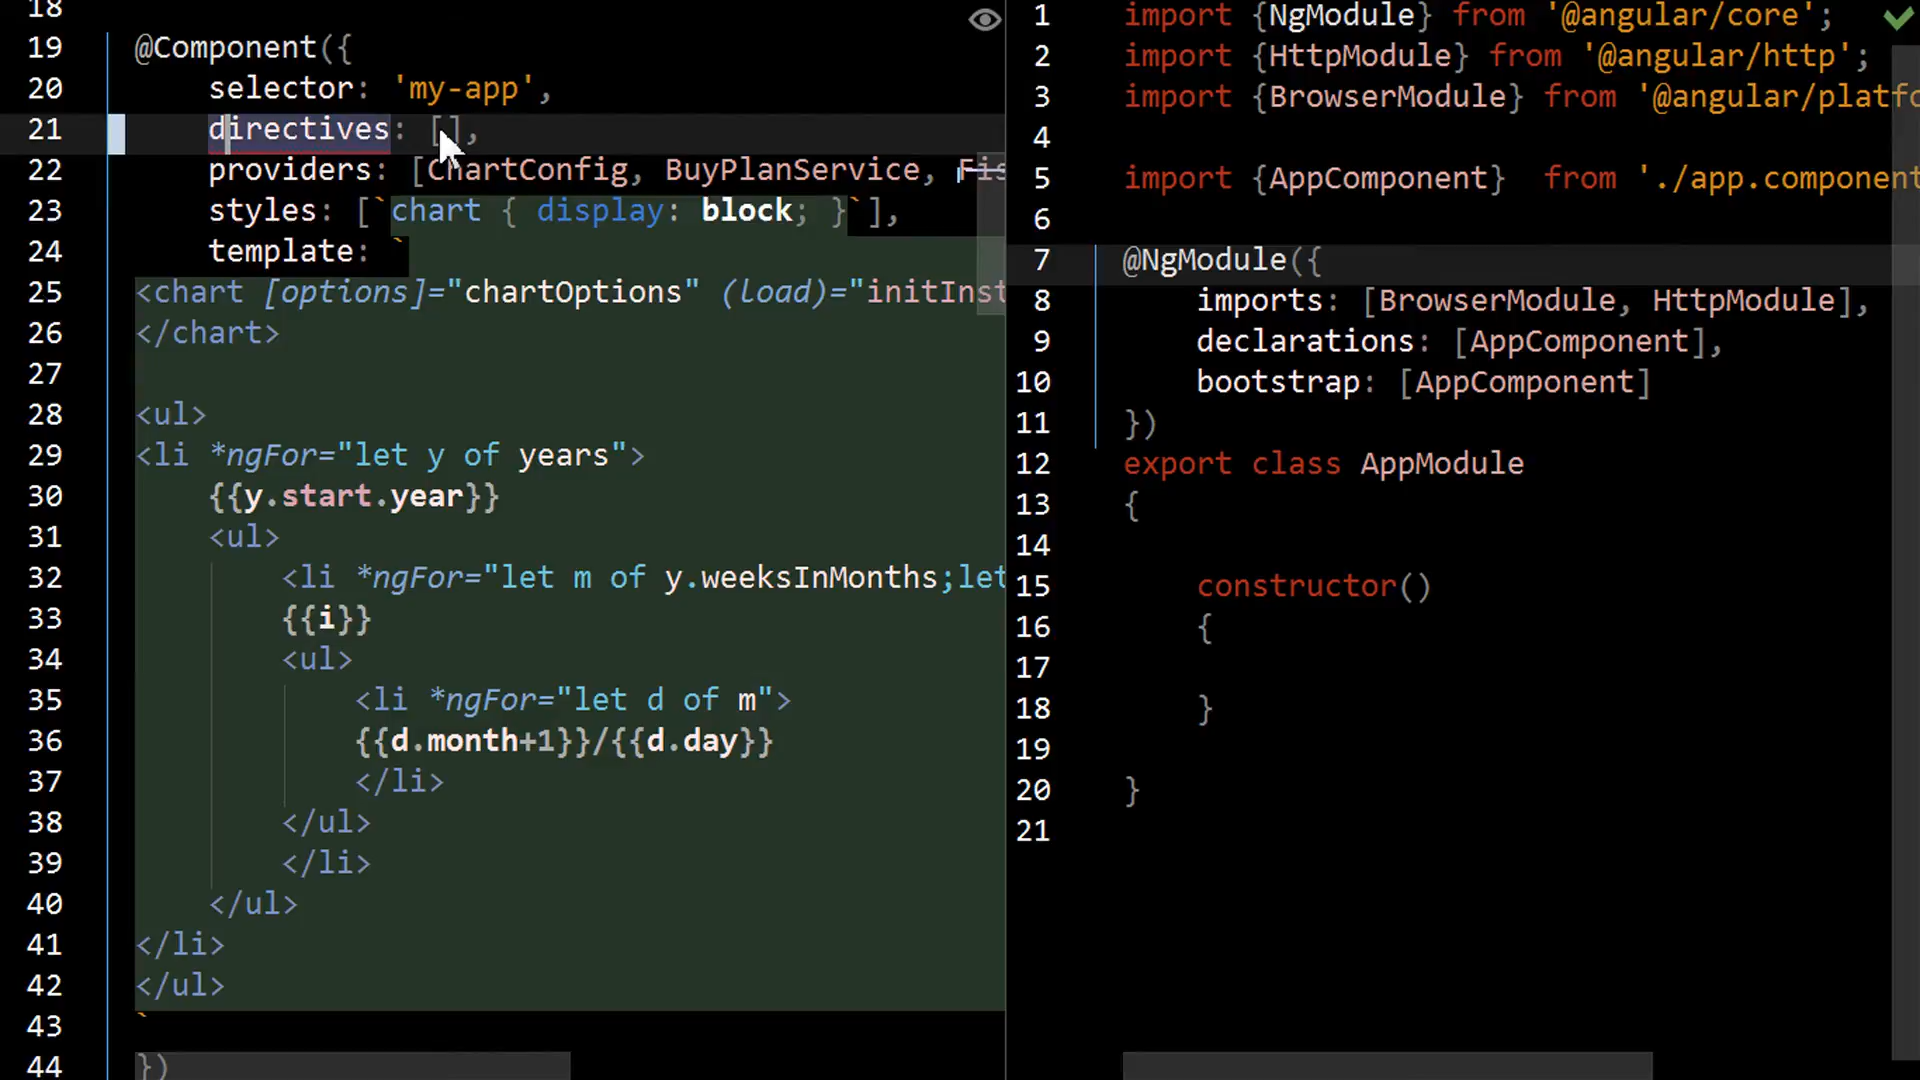 18
19 @Component({
20 selector: 'my-app',
21 directives: [],
22 providers: [ChartConfig, BuyPlanService, Fis
23 styles: [`chart { display: block; }`],
24 template: `
25 <chart [options]="chartOptions" (load)="initInst
26 </chart>
27
28 <ul>
29 <li *ngFor="let y of years">
30 {{y.start.year}}
31 <ul>
32 <li *ngFor="let m of y.weeksInMonths;let
33 {{i}}
34 <ul>
35 <li *ngFor="let d of m">
36 {{d.month+1}}/{{d.day}}
37 </li>
38 </ul>
39 </li>
40 </ul>
41 </li>
42 </ul>
43 `
44 })
1 import {NgModule} from '@angular/core';
2 import {HttpModule} from '@angular/http';
3 import {BrowserModule} from '@angular/platfo
4
5 import {AppComponent} from './app.component
6
7 @NgModule({
8 imports: [BrowserModule, HttpModule],
9 declarations: [AppComponent],
10 bootstrap: [AppComponent]
11 })
12 export class AppModule
13 {
14
15 constructor()
16 {
17
18 }
19
20 }
21